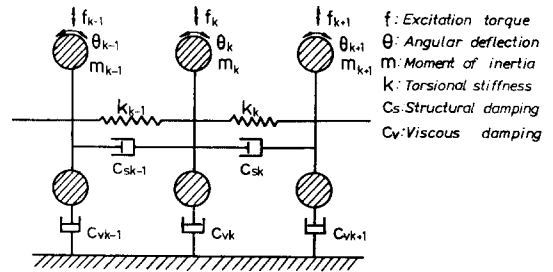 f_{k-1} f_k f_{k+1}
θ_{k-1} θ_k θ_{k+1}
m_{k-1} m_k m_{k+1}
k_{k-1} k_k
C_{sk-1} C_{sk}
C_{vk-1} C_{vk} C_{vk+1}
f: Excitation torque
θ: Angular deflection
m: Moment of inertia
k: Torsional stiffness
Cs: Structural damping
Cv: Viscous damping